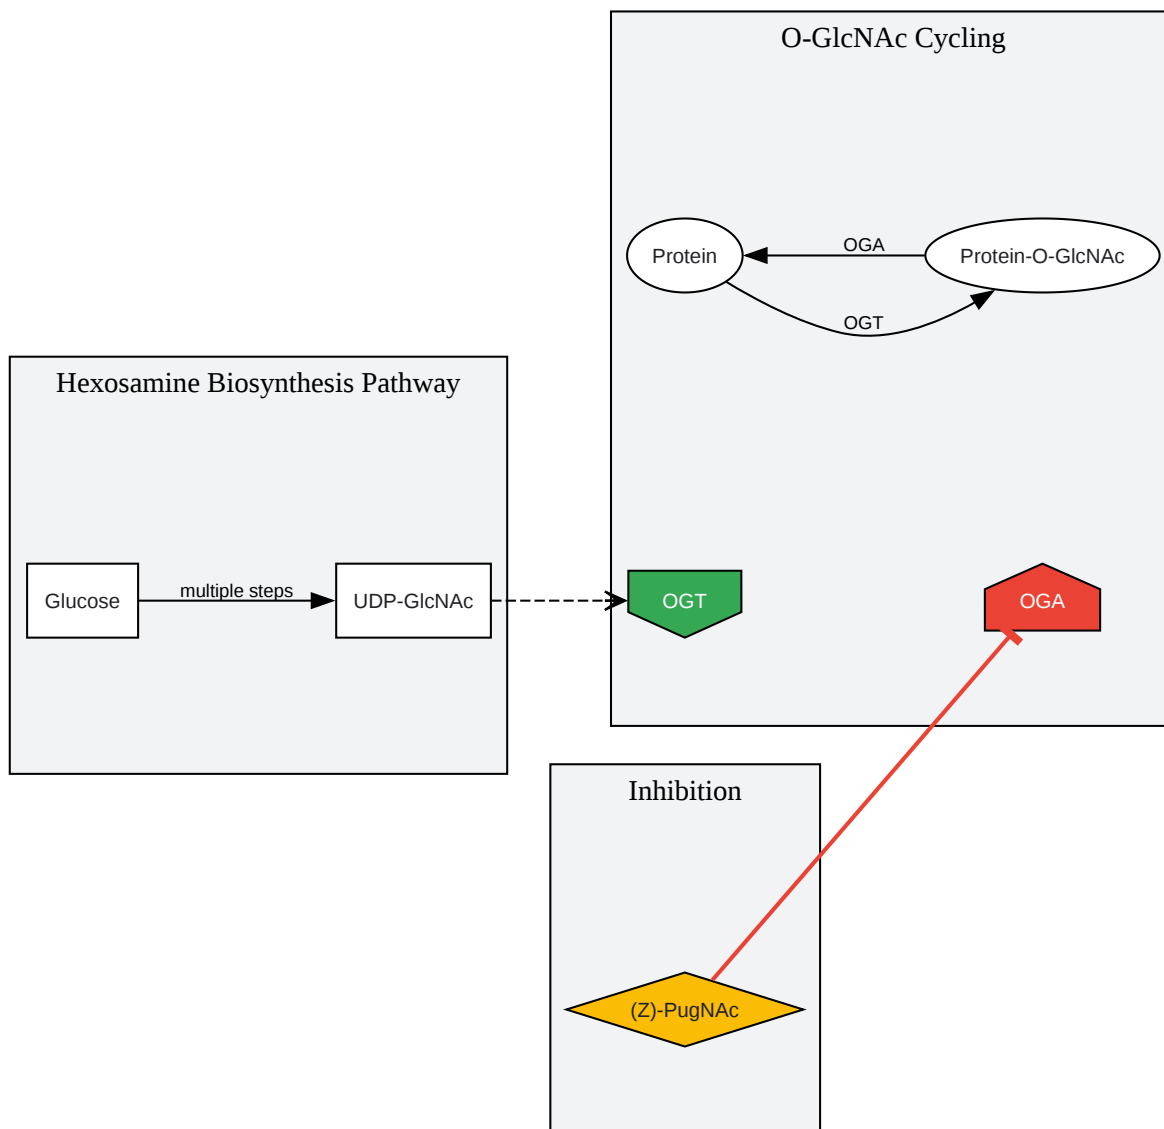 O-GlcNAc Cycling
Protein
OGA
Protein-O-GlcNAc
OGT
Hexosamine Biosynthesis Pathway
Glucose
multiple steps
UDP-GlcNAc
OGT
OGA
Inhibition
(Z)-PugNAc